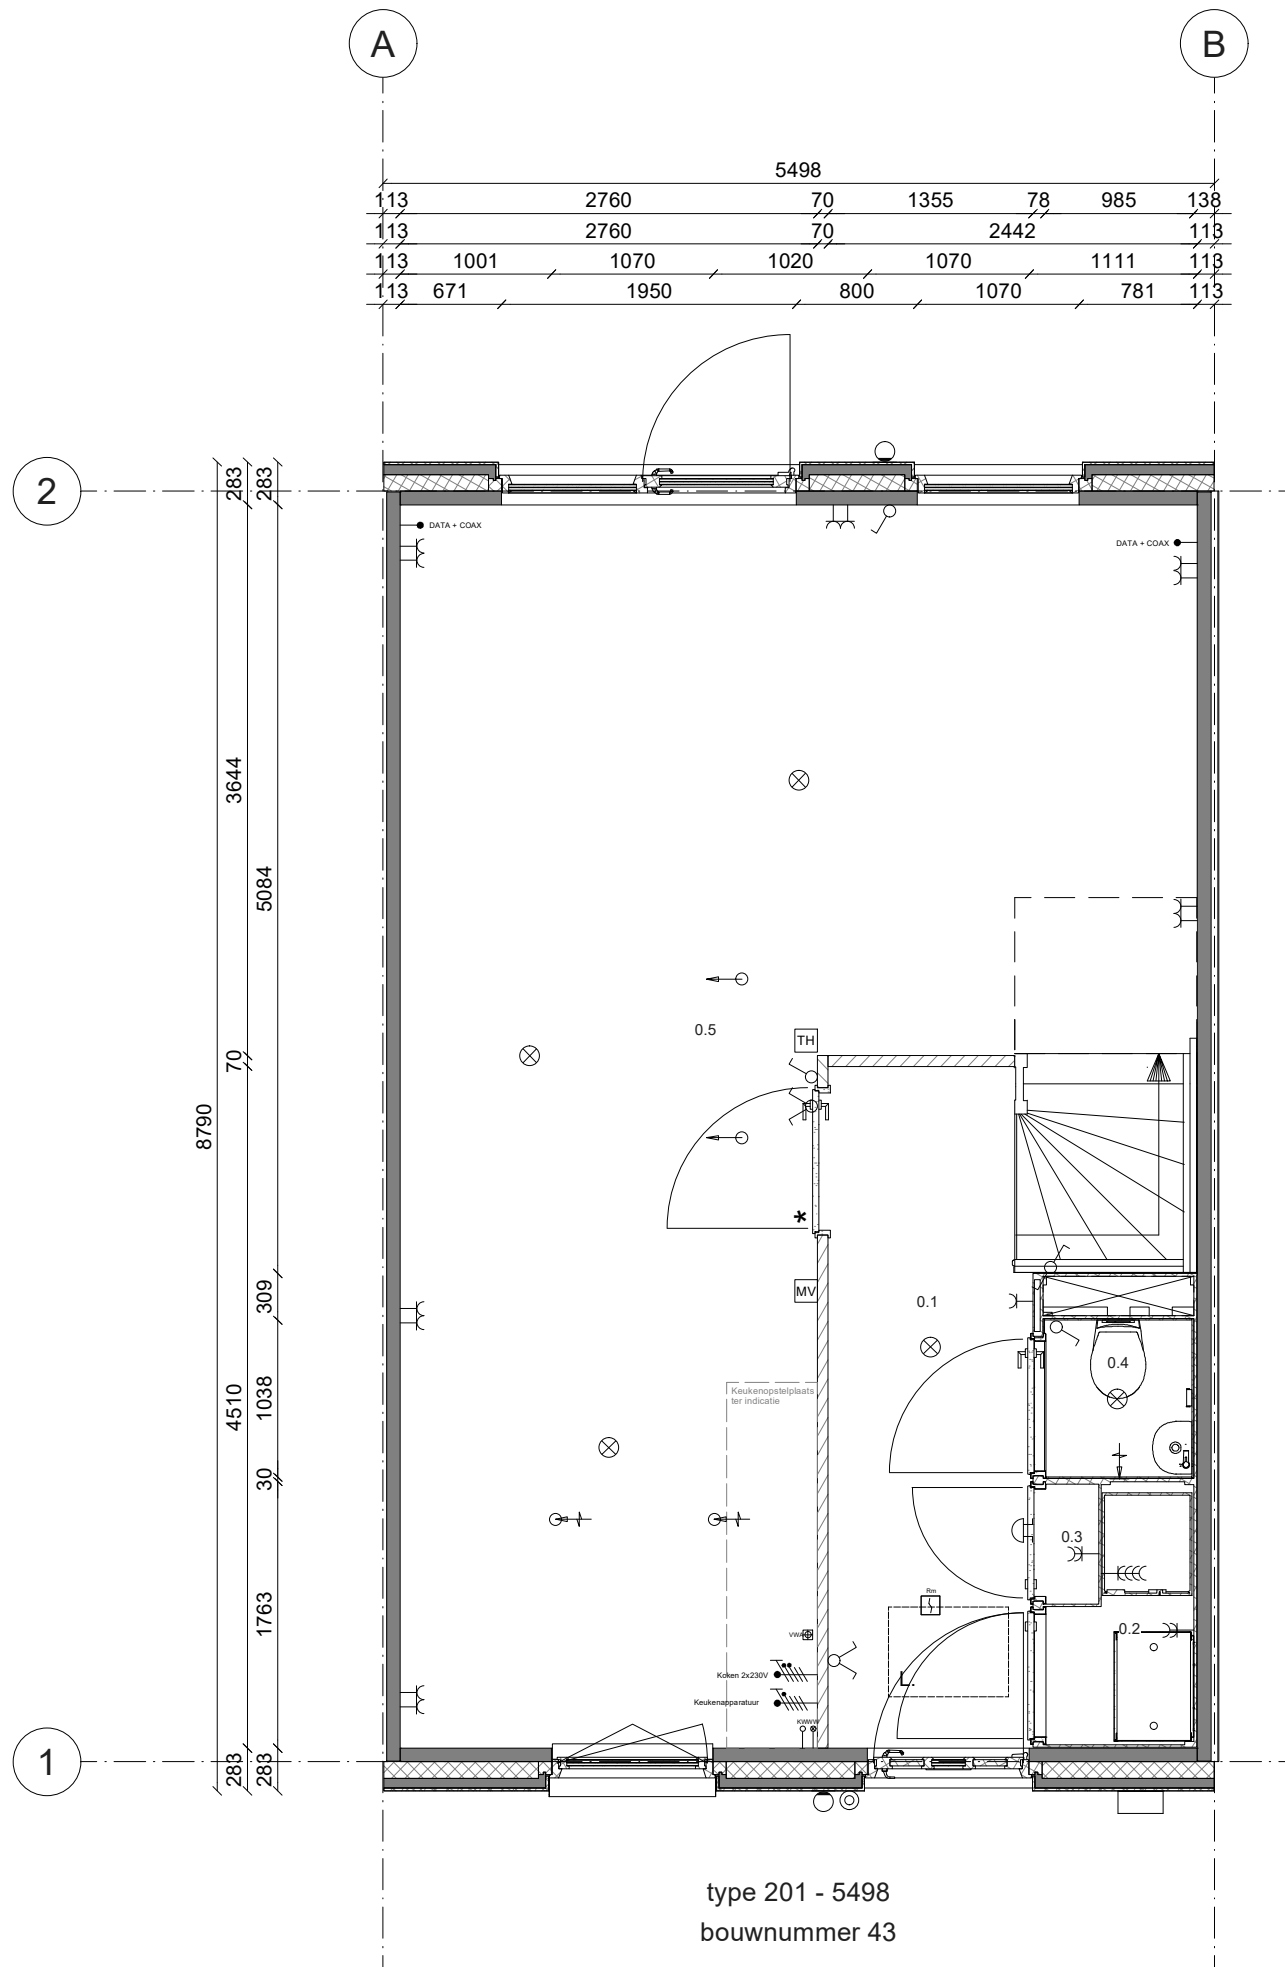 A
B
5498
113 2760 70 1355 78 985 138
113 2760 70 2442 113
113 1001 1070 1020 1070 1111 113
113 671 1950 800 1070 781 113
2
283
283
DATA + COAX
DATA + COAX
3644
5084
0.5
TH
70
8790
*
309
MV
0.1
0.4
1038
4510
Keukenopstelplaats
ter indicatie
30
0.3
Rm
1763
0.2
VWA
Koken 2x230V
L.
Keukenapparatuur
KWWW
1
283
283
type 201 - 5498
bouwnummer 43